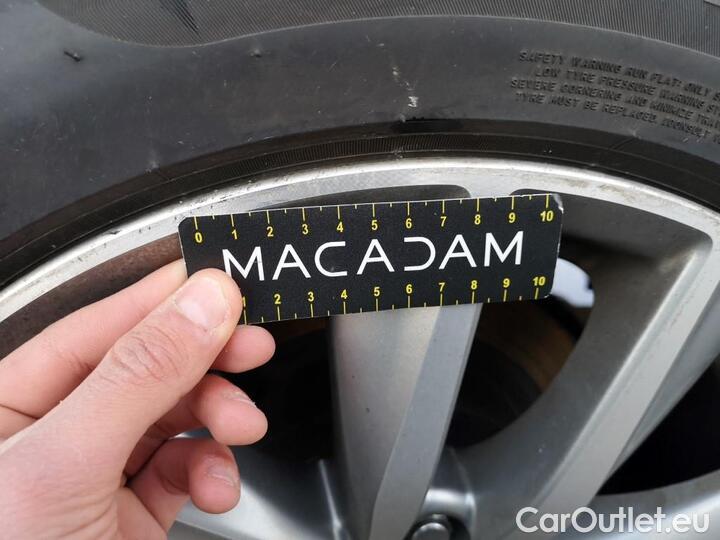 SAFETY WARNING RUN FLAT: ONLY
LOW TYRE PRESSURE WARNING
SEVERE CORNERING AND MINIMIZE
TYRE MUST BE REPLACED.
0 1 2 3 4 5 6 7 8 9 10
MACADAM
1 2 3 4 5 6 7 8 9 10
CarOutlet.eu